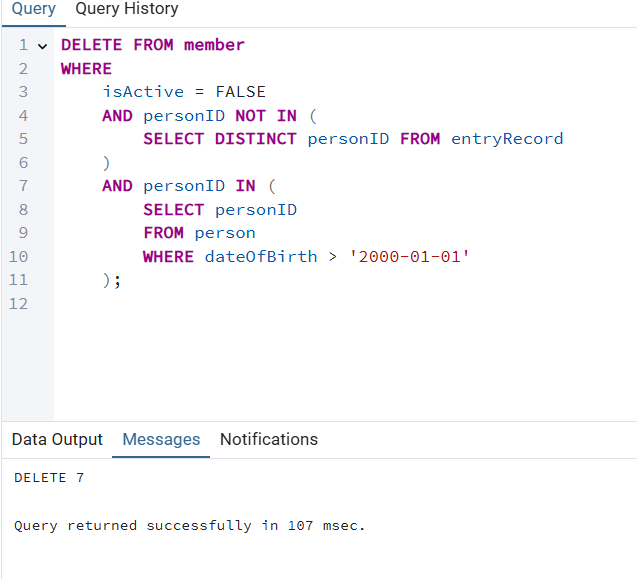 Query Query History
1 DELETE FROM member
2 WHERE
3 isActive = FALSE
4 AND personID NOT IN (
5 SELECT DISTINCT personID FROM entryRecord
6 )
7 AND personID IN (
8 SELECT personID
9 FROM person
10 WHERE dateOfBirth > '2000-01-01'
11 );
12
Data Output Messages Notifications
DELETE 7
Query returned successfully in 107 msec.